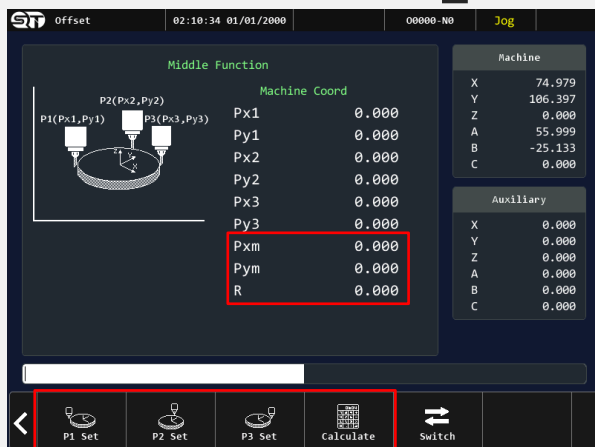 ST Offset 02:10:34 01/01/2000 O0000-N0 Jog
Middle Function
Machine Coord
P2(Px2,Py2)
P1(Px1,Py1) P3(Px3,Py3)
Z Y X
Px1 0.000
Py1 0.000
Px2 0.000
Py2 0.000
Px3 0.000
Py3 0.000
Pxm 0.000
Pym 0.000
R 0.000
Machine
X 74.979
Y 106.397
Z 0.000
A 55.999
B -25.133
C 0.000
Auxiliary
X 0.000
Y 0.000
Z 0.000
A 0.000
B 0.000
C 0.000
P1 Set P2 Set P3 Set Calculate Switch